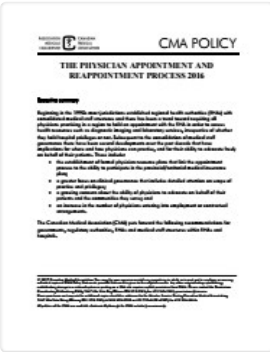 ASSOCIATION MÉDICALE CANADIENNE
CANADIAN MEDICAL ASSOCIATION
CMA POLICY
THE PHYSICIAN APPOINTMENT AND
REAPPOINTMENT PROCESS 2016
Executive summary
Beginning in the 1990s most jurisdictions established regional health authorities (RHAs) with
consolidated medical staff structures and there has been a trend toward requiring all
physicians practising in a region to hold an appointment with the RHA in order to access
health resources such as diagnostic imaging and laboratory services, irrespective of whether
they hold hospital privileges or not. Subsequent to the consolidation of medical staff
governance there have been several developments over the past decade that have
implications for where and how physicians can practise, and for their ability to advocate freely
on behalf of their patients. These include:
• the establishment of formal physician resource plans that link the appointment
process to the ability to participate in the provincial/territorial medical insurance
plan;
• a greater focus on clinical governance that includes detailed attention on scope of
practice and privileging;
• a growing concern about the ability of physicians to advocate on behalf of their
patients and the communities they serve; and
• an increase in the number of physicians entering into employment or contractual
arrangements.
The Canadian Medical Association (CMA) puts forward the following recommendations for
governments, regulatory authorities, RHAs and medical staff structures within RHAs and
hospitals.